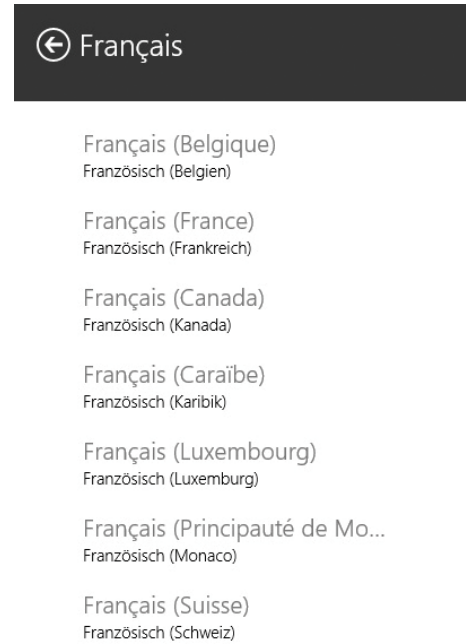 Français
Français (Belgique)
Französisch (Belgien)
Français (France)
Französisch (Frankreich)
Français (Canada)
Französisch (Kanada)
Français (Caraïbe)
Französisch (Karibik)
Français (Luxembourg)
Französisch (Luxemburg)
Français (Principauté de Mo...
Französisch (Monaco)
Français (Suisse)
Französisch (Schweiz)